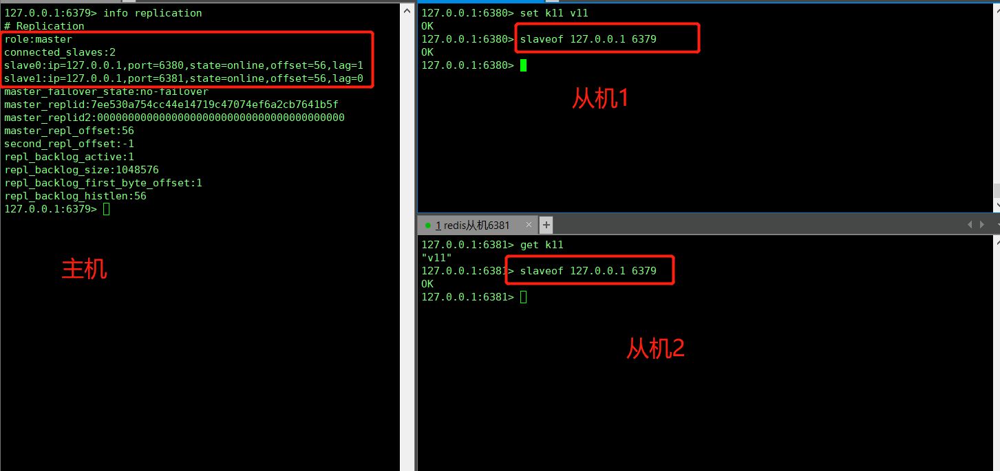 127.0.0.1:6379> info replication
# Replication
role:master
connected_slaves:2
slave0:ip=127.0.0.1,port=6380,state=online,offset=56,lag=1
slave1:ip=127.0.0.1,port=6381,state=online,offset=56,lag=0
master_failover_state:no-failover
master_replid:7ee530a754cc44e14719c47074ef6a2cb7641b5f
master_replid2:0000000000000000000000000000000000000000
master_repl_offset:56
second_repl_offset:-1
repl_backlog_active:1
repl_backlog_size:1048576
repl_backlog_first_byte_offset:1
repl_backlog_histlen:56
127.0.0.1:6379>
主机
127.0.0.1:6380> set k11 v11
OK
127.0.0.1:6380> slaveof 127.0.0.1 6379
OK
127.0.0.1:6380>
从机1
1 redis从机6381
127.0.0.1:6381> get k11
"v11"
127.0.0.1:6381> slaveof 127.0.0.1 6379
OK
127.0.0.1:6381>
从机2